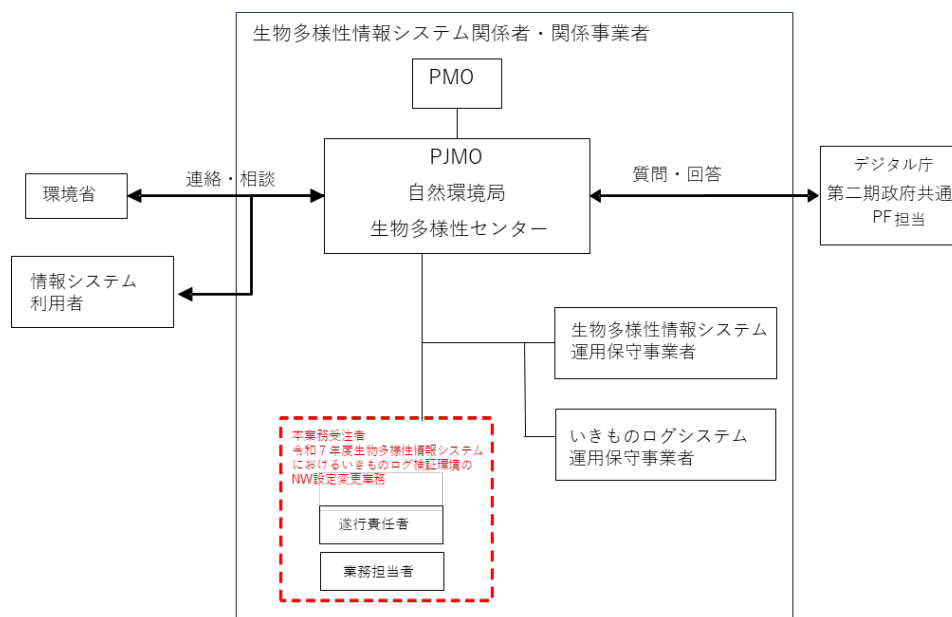 生物多様性情報システム関係者・関係事業者
PMO
PJMO
自然環境局
生物多様性センター
連絡・相談
質問・回答
環境省
情報システム
利用者
デジタル庁
第二期政府共通
PF担当
生物多様性情報システム
運用保守事業者
いきものログシステム
運用保守事業者
本業務受注者
令和７年度生物多様性情報システム
におけるいきものログ検証環境の
NW設定変更業務
遂行責任者
業務担当者